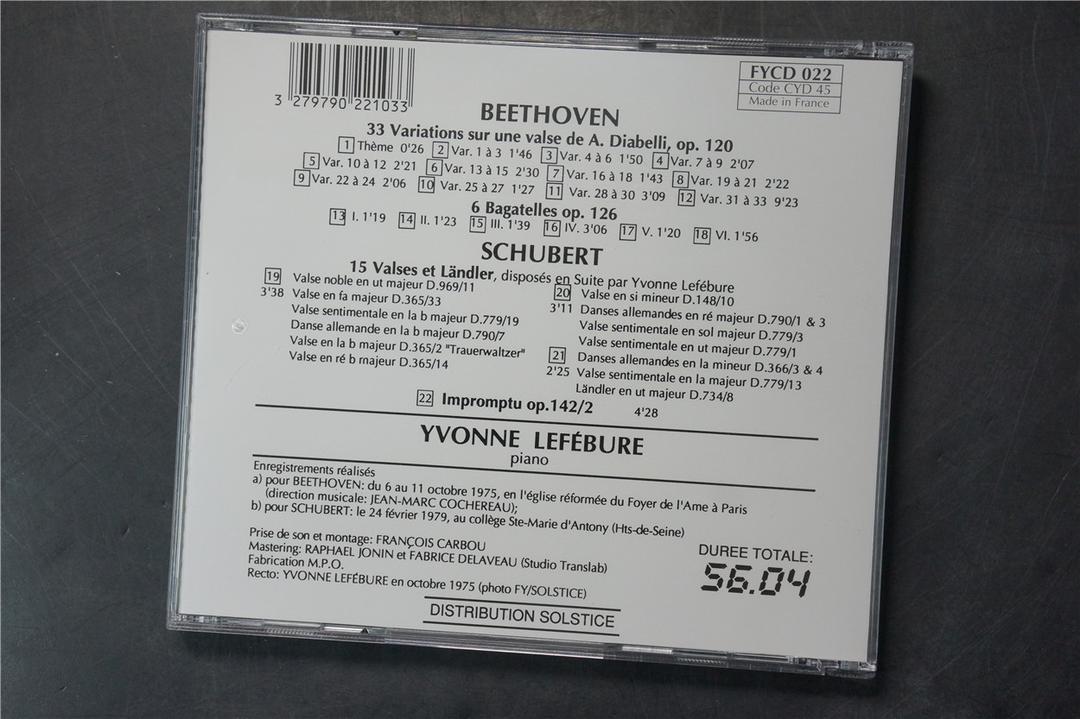 3 279790 221033
FYCD 022
Code CYD 45
Made in France
BEETHOVEN
33 Variations sur une valse de A. Diabelli, op. 120
1 Thème 0'26 2 Var. 1 à 3 1'46 3 Var. 4 à 6 1'50 4 Var. 7 à 9 2'07
5 Var. 10 à 12 2'21 6 Var. 13 à 15 2'30 7 Var. 16 à 18 1'43 8 Var. 19 à 21 2'22
9 Var. 22 à 24 2'06 10 Var. 25 à 27 1'27 11 Var. 28 à 30 3'09 12 Var. 31 à 33 9'23
6 Bagatelles op. 126
13 I. 1'19 14 II. 1'23 15 III. 1'39 16 IV. 3'06 17 V. 1'20 18 VI. 1'56
SCHUBERT
15 Valses et Ländler, disposés en Suite par Yvonne Lefébure
19 Valse noble en ut majeur D.969/11
3'38 Valse en fa majeur D.365/33
Valse sentimentale en la b majeur D.779/19
Danse allemande en la b majeur D.790/7
Valse en la b majeur D.365/2 "Trauerwaltzer"
Valse en ré b majeur D.365/14
20 Valse en si mineur D.148/10
3'11 Danses allemandes en ré majeur D.790/1 & 3
Valse sentimentale en sol majeur D.779/3
Valse sentimentale en ut majeur D.779/1
21 Danses allemandes en la mineur D.366/3 & 4
2'25 Valse sentimentale en la majeur D.779/13
Ländler en ut majeur D.734/8
22 Impromptu op.142/2 4'28
YVONNE LEFÉBURE
piano
Enregistrements réalisés
a) pour BEETHOVEN: du 6 au 11 octobre 1975, en l'église réformée du Foyer de l'Ame à Paris
(direction musicale: JEAN-MARC COCHEREAU);
b) pour SCHUBERT: le 24 février 1979, au collège Ste-Marie d'Antony (Hts-de-Seine)
Prise de son et montage: FRANÇOIS CARBOU
Mastering: RAPHAEL JONIN et FABRICE DELAVEAU (Studio Translab)
Fabrication M.P.O.
Recto: YVONNE LEFÉBURE en octobre 1975 (photo FY/SOLSTICE)
DUREE TOTALE:
56.04
DISTRIBUTION SOLSTICE